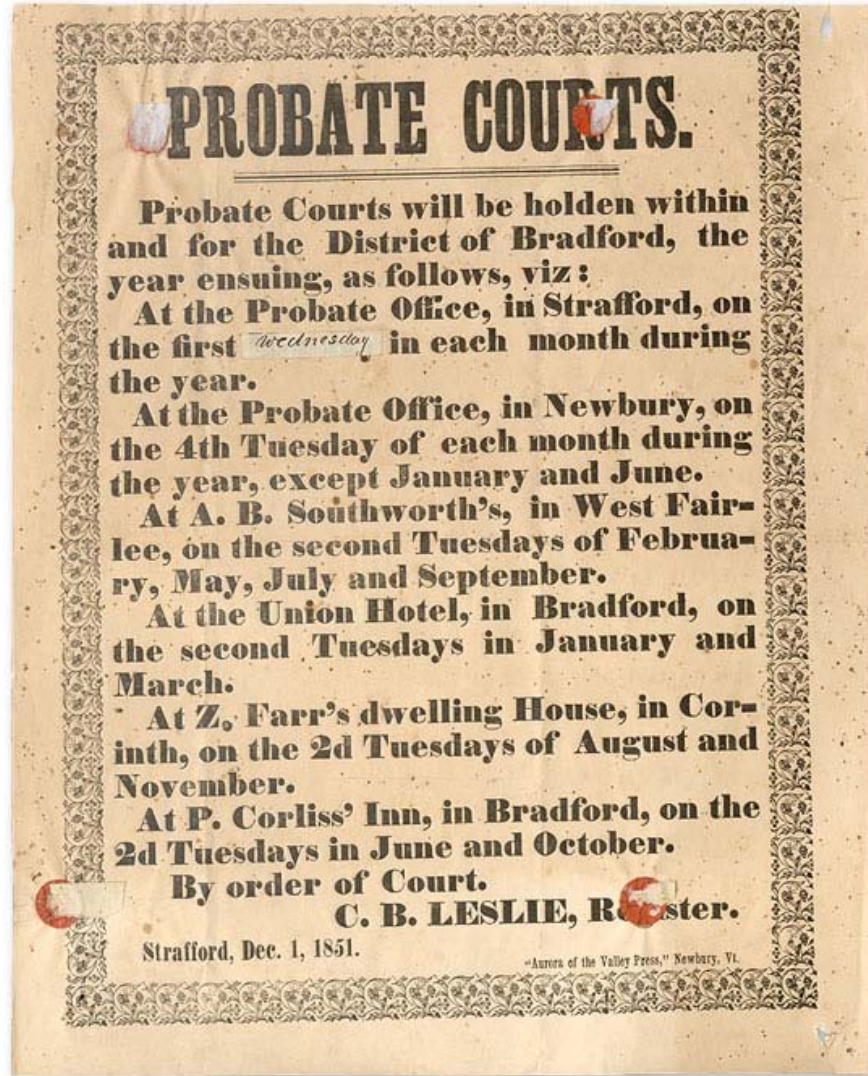 PROBATE COURTS.
Probate Courts will be holden within
and for the District of Bradford, the
year ensuing, as follows, viz:
At the Probate Office, in Strafford, on
the first Wednesday in each month during
the year.
At the Probate Office, in Newbury, on
the 4th Tuesday of each month during
the year, except January and June.
At A. B. Southworth's, in West Fair-
lee, on the second Tuesdays of Februa-
ry, May, July and September.
At the Union Hotel, in Bradford, on
the second Tuesdays in January and
March.
At Z. Farr's dwelling House, in Cor-
inth, on the 2d Tuesdays of August and
November.
At P. Corliss' Inn, in Bradford, on the
2d Tuesdays in June and October.
By order of Court.
C. B. LESLIE, Register.
Strafford, Dec. 1, 1851.
"Aurora of the Valley Press," Newbury, Vt.